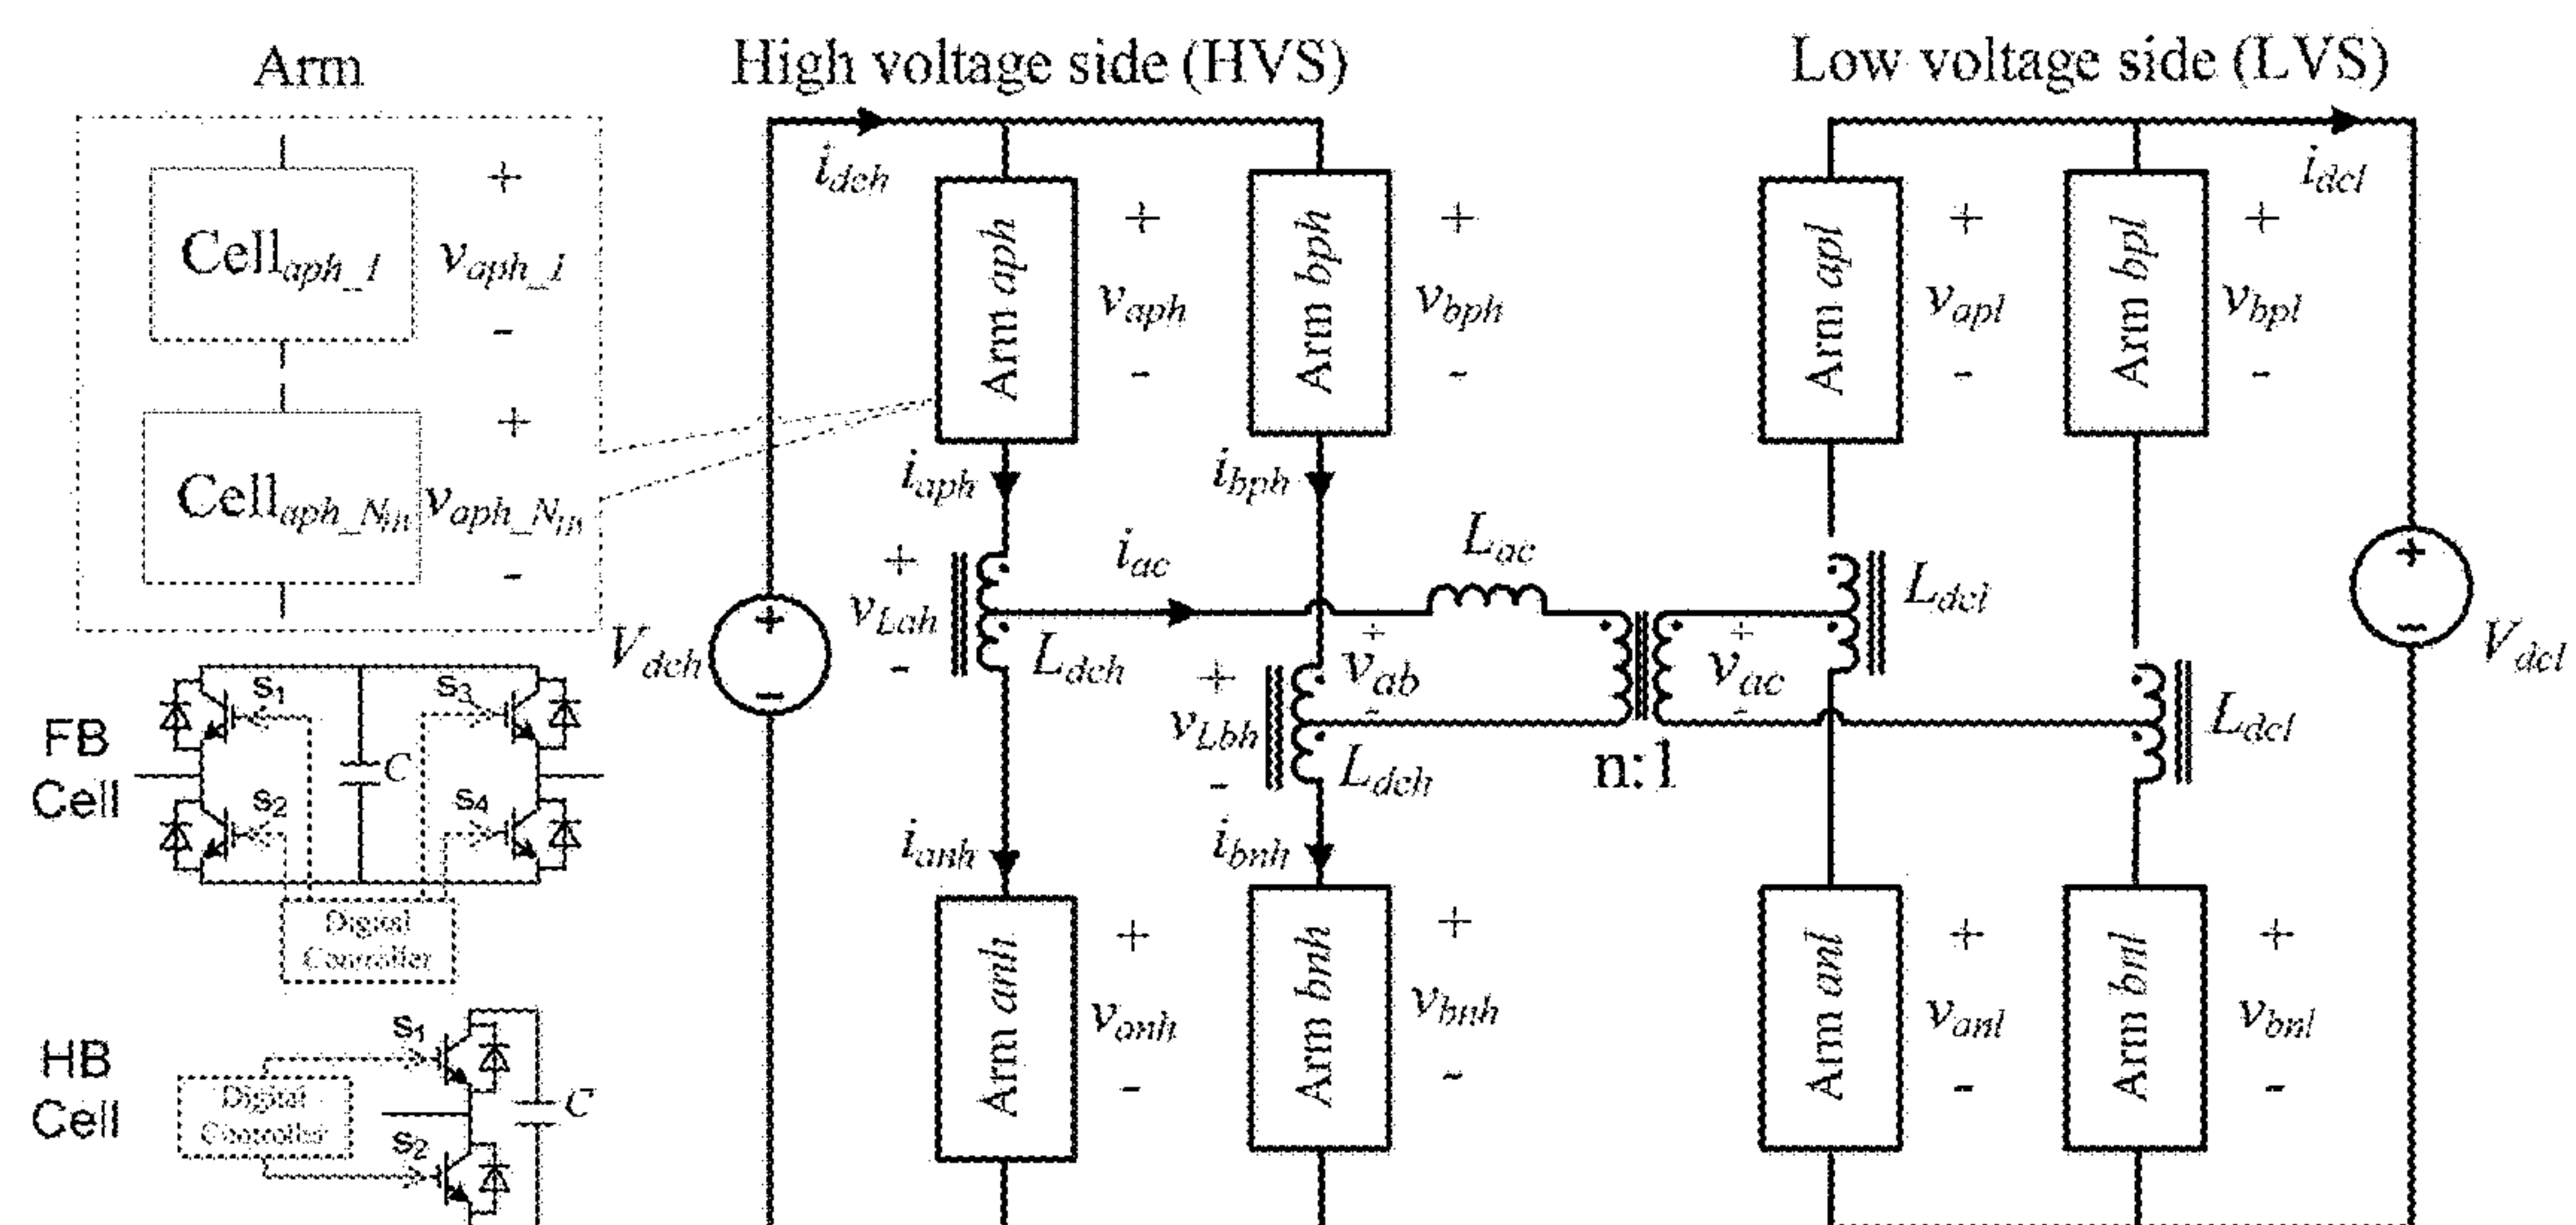 Arm
High voltage side (HVS)
Low voltage side (LVS)
+
Cell_aph_1
v_aph_1
-
+
Cell_aph_N_lh
v_aph_N_lh
-
FB
Cell
S1
S3
S2
S4
C
Digital
Controller
HB
Cell
S1
S2
C
Digital
Controller
i_dch
V_dch
+
-
Arm aph
+
v_aph
-
Arm bph
+
v_bph
-
i_aph
i_bph
+
v_Lah
-
L_dch
i_ac
L_ac
+
v_Lbh
-
L_dch
+
v_ab
-
n:1
+
v_ac
-
i_anh
i_bnh
Arm anh
+
v_anh
-
Arm bnh
+
v_bnh
-
Arm apl
+
v_apl
-
Arm bpl
+
v_bpl
-
i_dcl
L_dcl
L_dcl
+
-
V_dcl
Arm anl
+
v_anl
-
Arm bnl
+
v_bnl
-